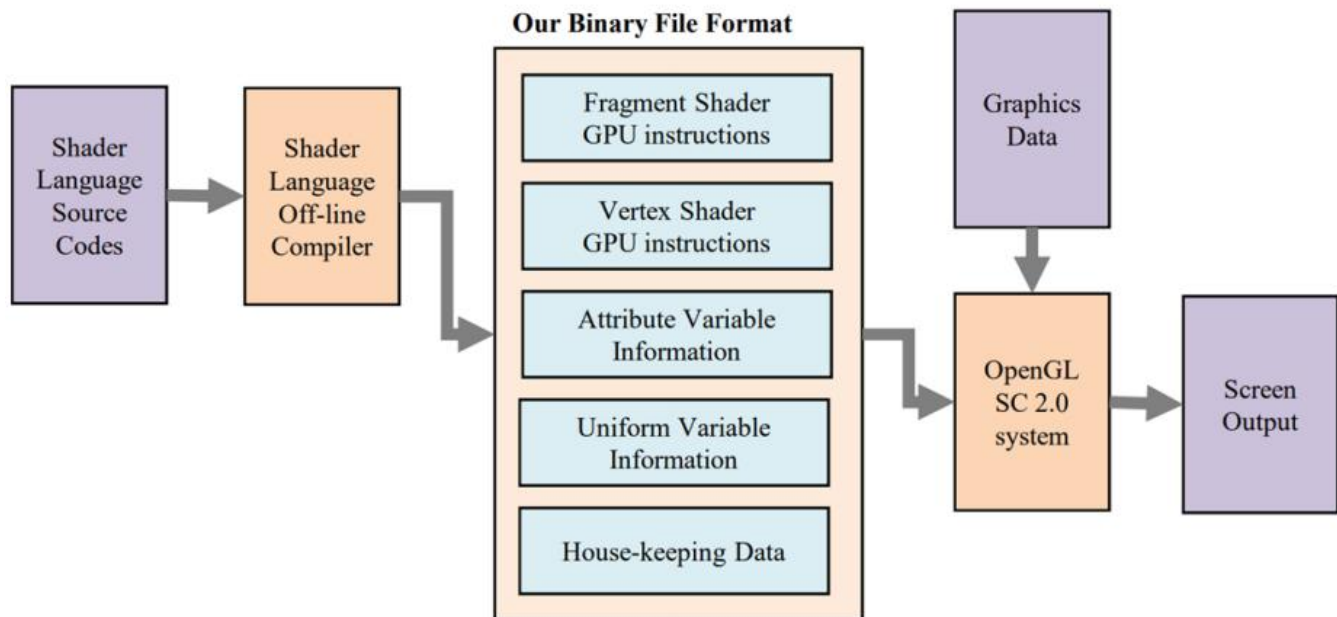 Our Binary File Format
Shader
Language
Source
Codes
Shader
Language
Off-line
Compiler
Fragment Shader
GPU instructions
Vertex Shader
GPU instructions
Attribute Variable
Information
Uniform Variable
Information
House-keeping Data
Graphics
Data
OpenGL
SC 2.0
system
Screen
Output